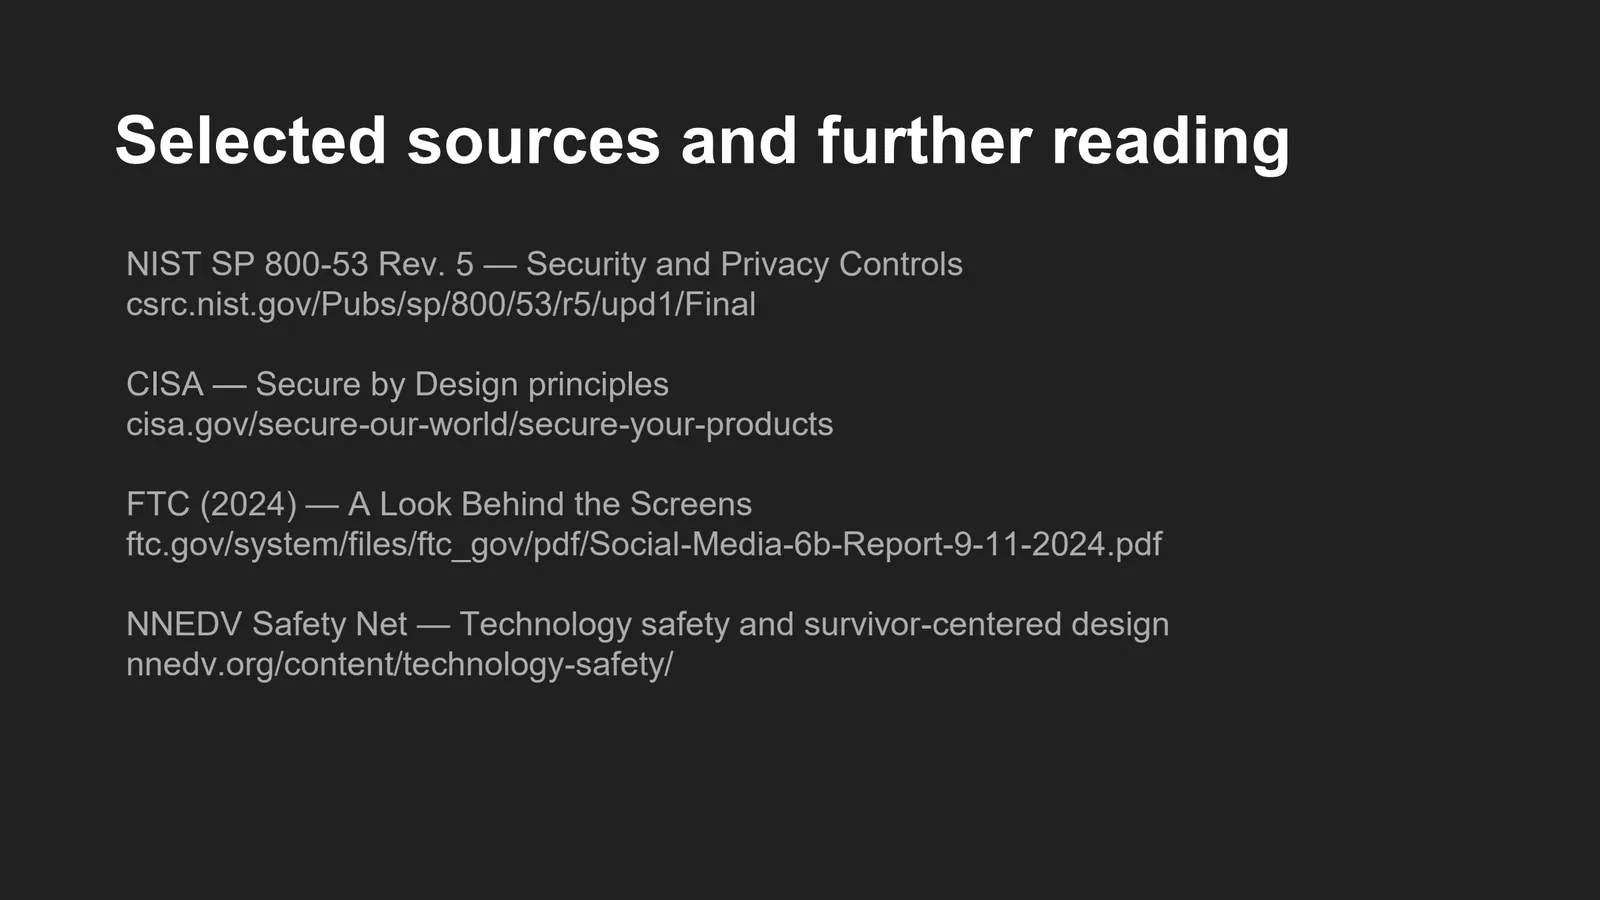 Selected sources and further reading
NIST SP 800-53 Rev. 5 — Security and Privacy Controls
csrc.nist.gov/Pubs/sp/800/53/r5/upd1/Final
CISA — Secure by Design principles
cisa.gov/secure-our-world/secure-your-products
FTC (2024) — A Look Behind the Screens
ftc.gov/system/files/ftc_gov/pdf/Social-Media-6b-Report-9-11-2024.pdf
NNEDV Safety Net — Technology safety and survivor-centered design
nnedv.org/content/technology-safety/